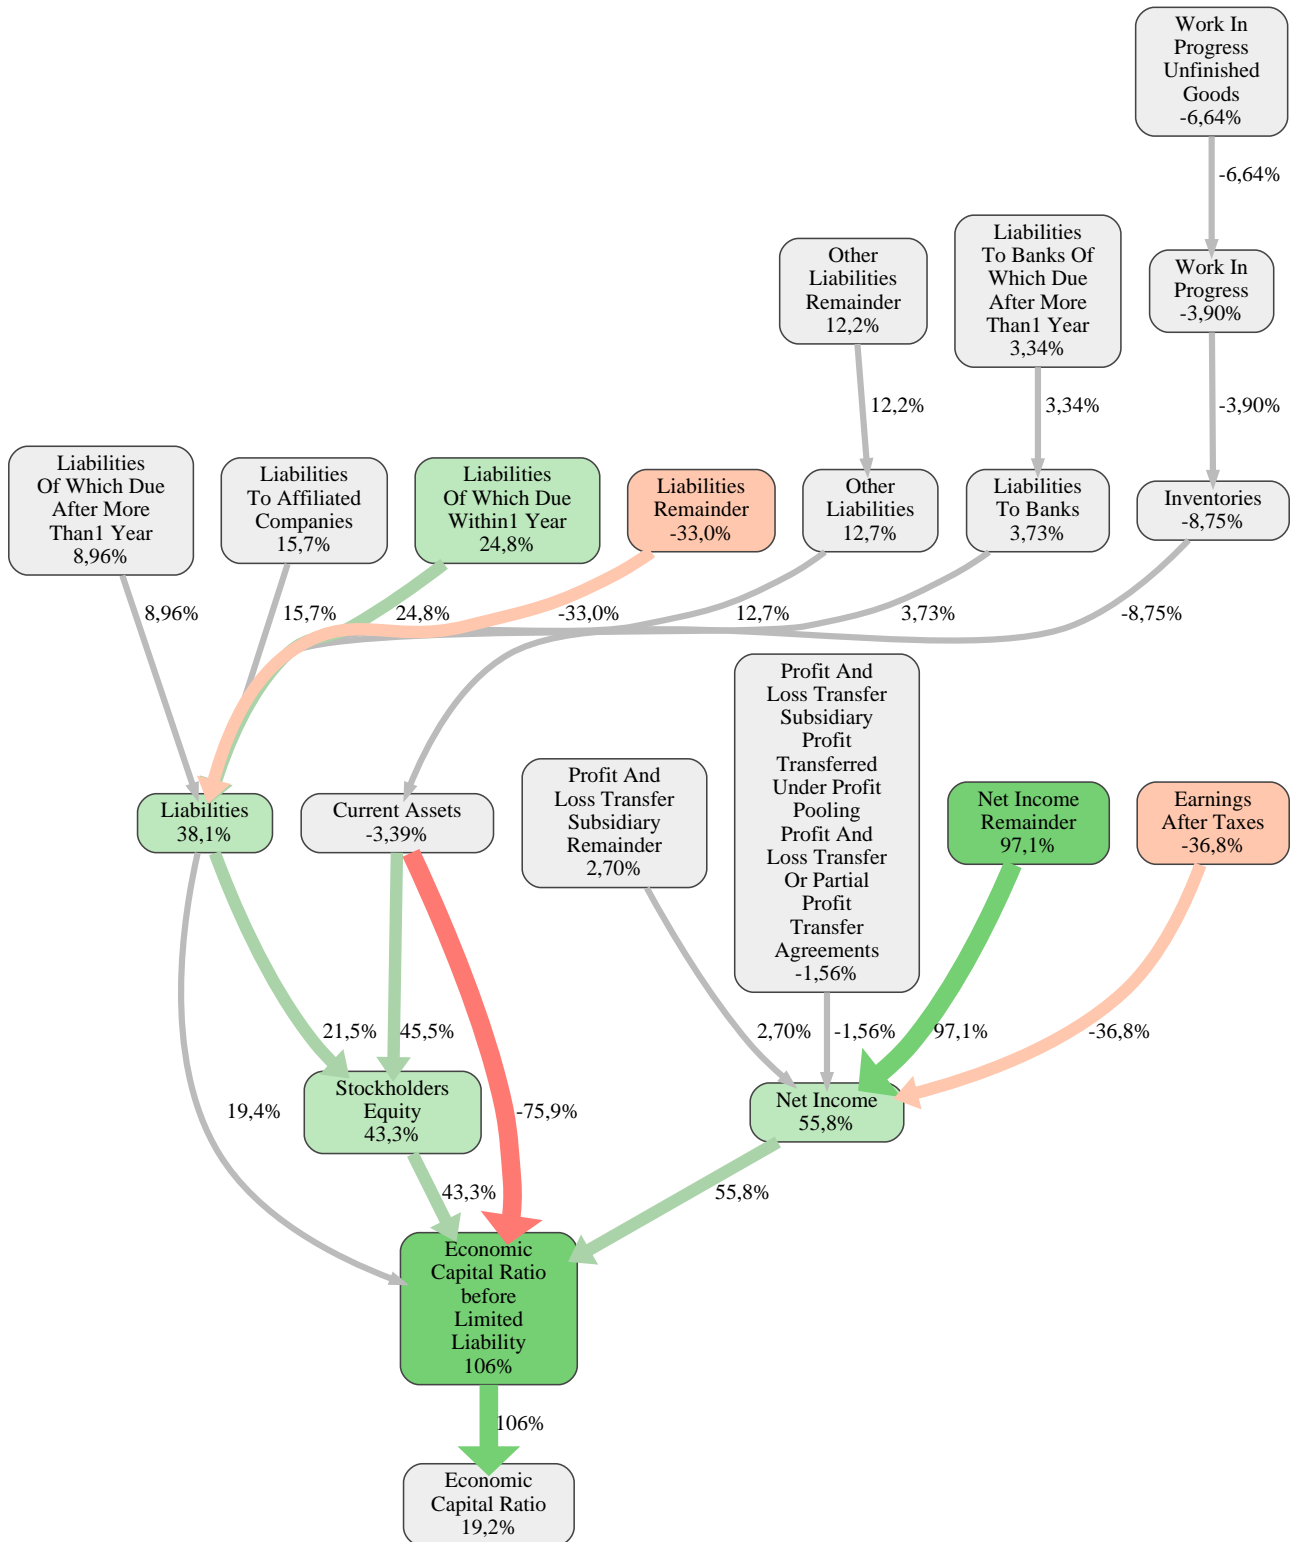 Work In
Progress
Unfinished
Goods
-6,64%
-6,64%
Other
Liabilities
Remainder
12,2%
Liabilities
To Banks Of
Which Due
After More
Than1 Year
3,34%
Work In
Progress
-3,90%
12,2%
3,34%
-3,90%
Liabilities
Of Which Due
After More
Than1 Year
8,96%
Liabilities
To Affiliated
Companies
15,7%
Liabilities
Of Which Due
Within1 Year
24,8%
Liabilities
Remainder
-33,0%
Other
Liabilities
12,7%
Liabilities
To Banks
3,73%
Inventories
-8,75%
8,96%
15,7%
24,8%
-33,0%
12,7%
3,73%
-8,75%
Liabilities
38,1%
Current Assets
-3,39%
Profit And
Loss Transfer
Subsidiary
Remainder
2,70%
Profit And
Loss Transfer
Subsidiary
Profit
Transferred
Under Profit
Pooling
Profit And
Loss Transfer
Or Partial
Profit
Transfer
Agreements
-1,56%
Net Income
Remainder
97,1%
Earnings
After Taxes
-36,8%
21,5%
45,5%
2,70%
-1,56%
97,1%
-36,8%
19,4%
Stockholders
Equity
43,3%
-75,9%
Net Income
55,8%
43,3%
55,8%
Economic
Capital Ratio
before
Limited
Liability
106%
106%
Economic
Capital Ratio
19,2%